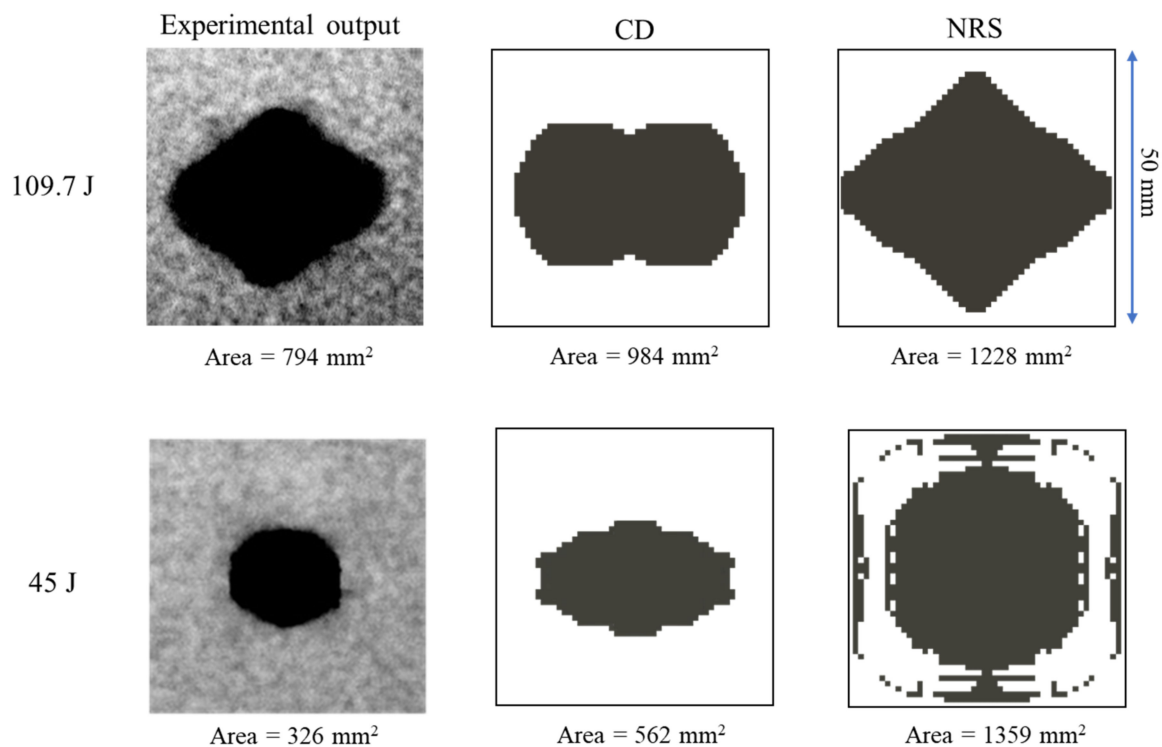 Experimental output
CD
NRS
109.7 J
50 mm
Area = 794 mm²
Area = 984 mm²
Area = 1228 mm²
45 J
Area = 326 mm²
Area = 562 mm²
Area = 1359 mm²